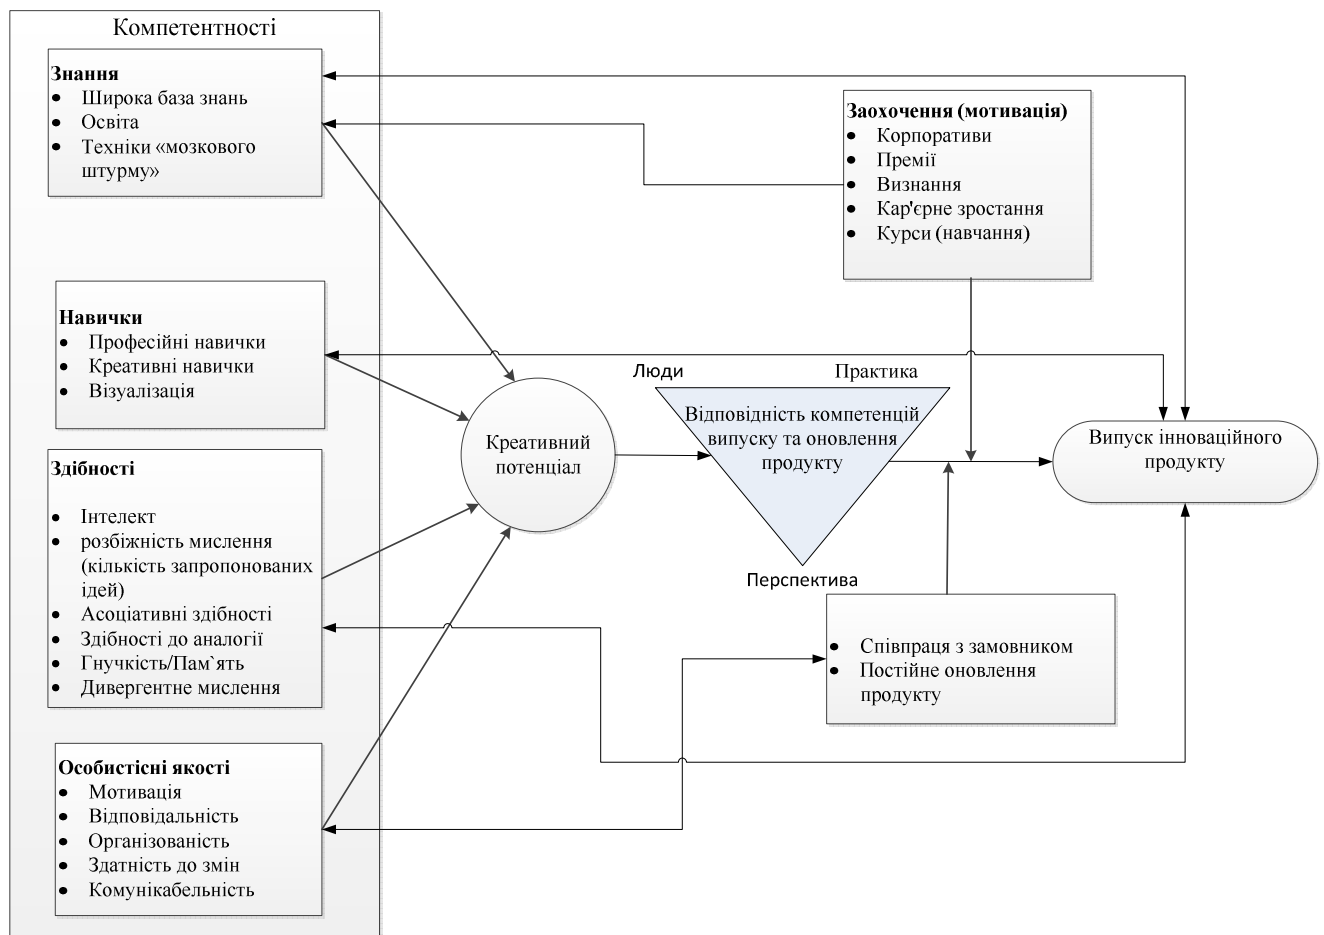 Компетентності
Знання
• Широка база знань
• Освіта
• Техніки «мозкового
штурму»
Навички
• Професійні навички
• Креативні навички
• Візуалізація
Здібності
• Інтелект
• розбіжність мислення
(кількість запропонованих
ідей)
• Асоціативні здібності
• Здібності до аналогії
• Гнучкість/Пам`ять
• Дивергентне мислення
Особистісні якості
• Мотивація
• Відповідальність
• Організованість
• Здатність до змін
• Комунікабельність
Креативний
потенціал
Люди
Практика
Відповідність компетенцій
випуску та оновлення
продукту
Перспектива
Заохочення (мотивація)
• Корпоративи
• Премії
• Визнання
• Кар'єрне зростання
• Курси (навчання)
• Співпраця з замовником
• Постійне оновлення
продукту
Випуск інноваційного
продукту